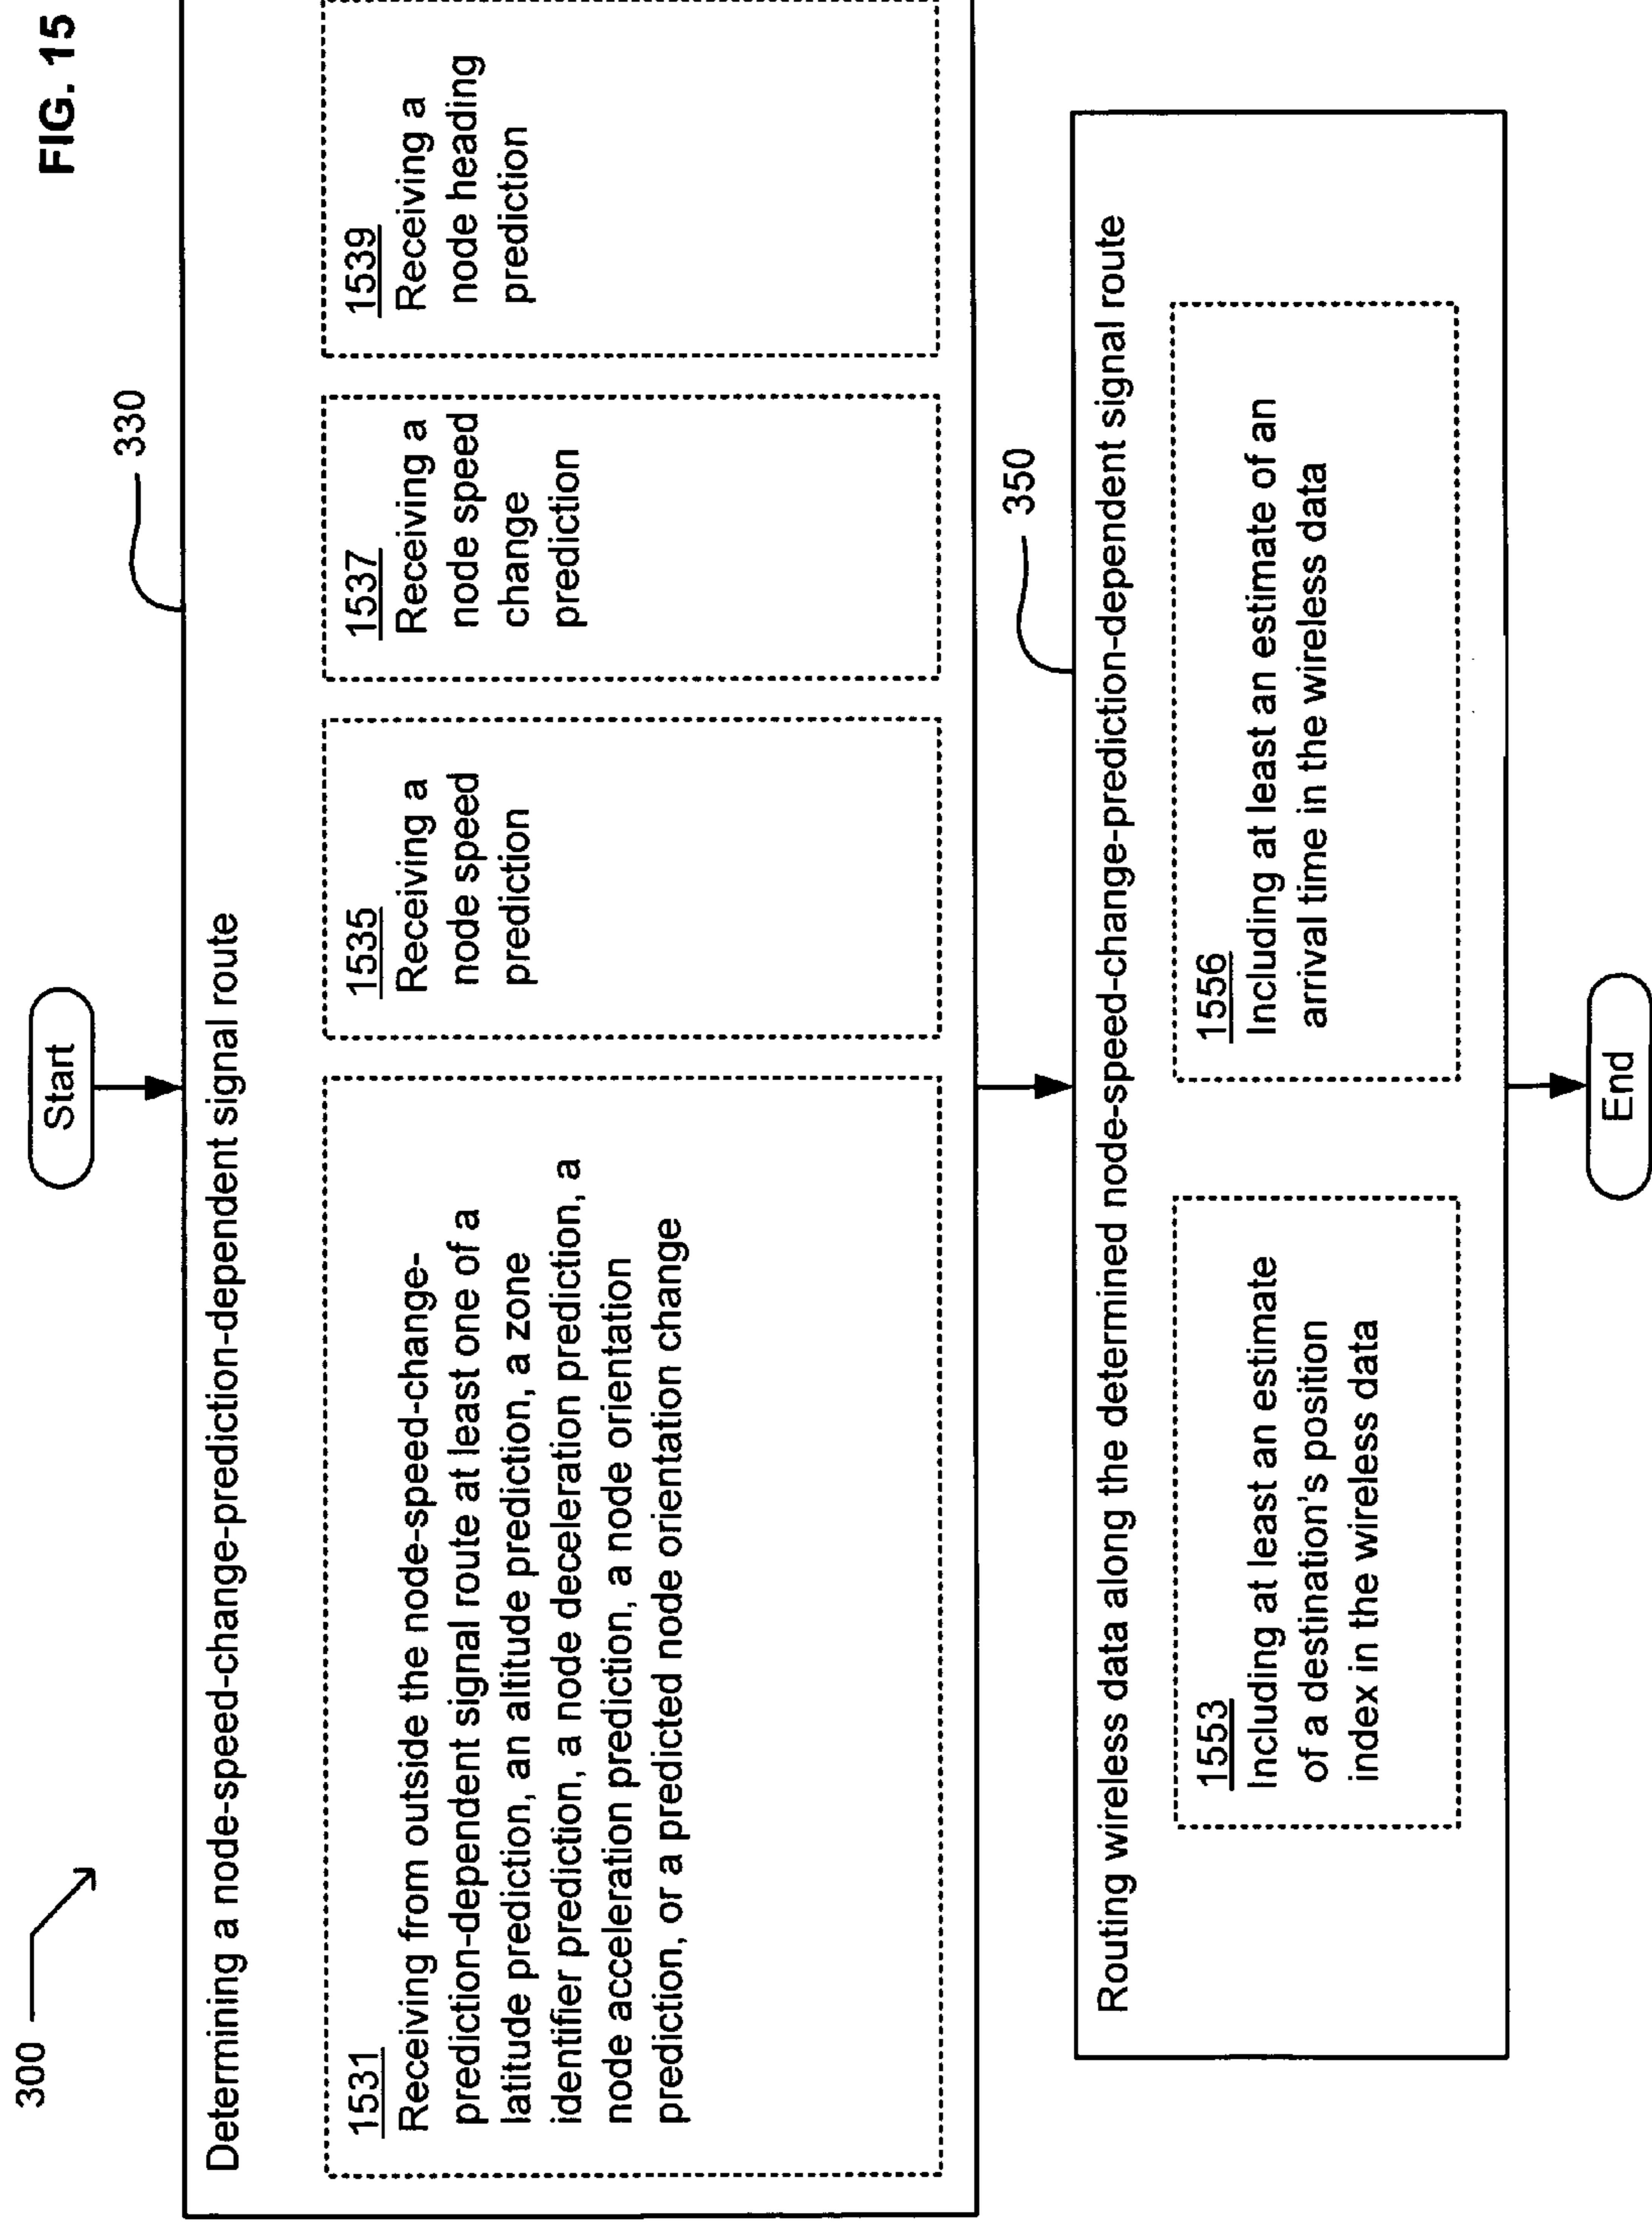 FIG. 15
300
Start
330
Determining a node-speed-change-prediction-dependent signal route
1531
Receiving from outside the node-speed-change-
prediction-dependent signal route at least one of a
latitude prediction, an altitude prediction, a zone
identifier prediction, a node deceleration prediction, a
node acceleration prediction, a node orientation
prediction, or a predicted node orientation change
1535
Receiving a
node speed
prediction
1537
Receiving a
node speed
change
prediction
1539
Receiving a
node heading
prediction
350
Routing wireless data along the determined node-speed-change-prediction-dependent signal route
1553
Including at least an estimate
of a destination's position
index in the wireless data
1556
Including at least an estimate of an
arrival time in the wireless data
End